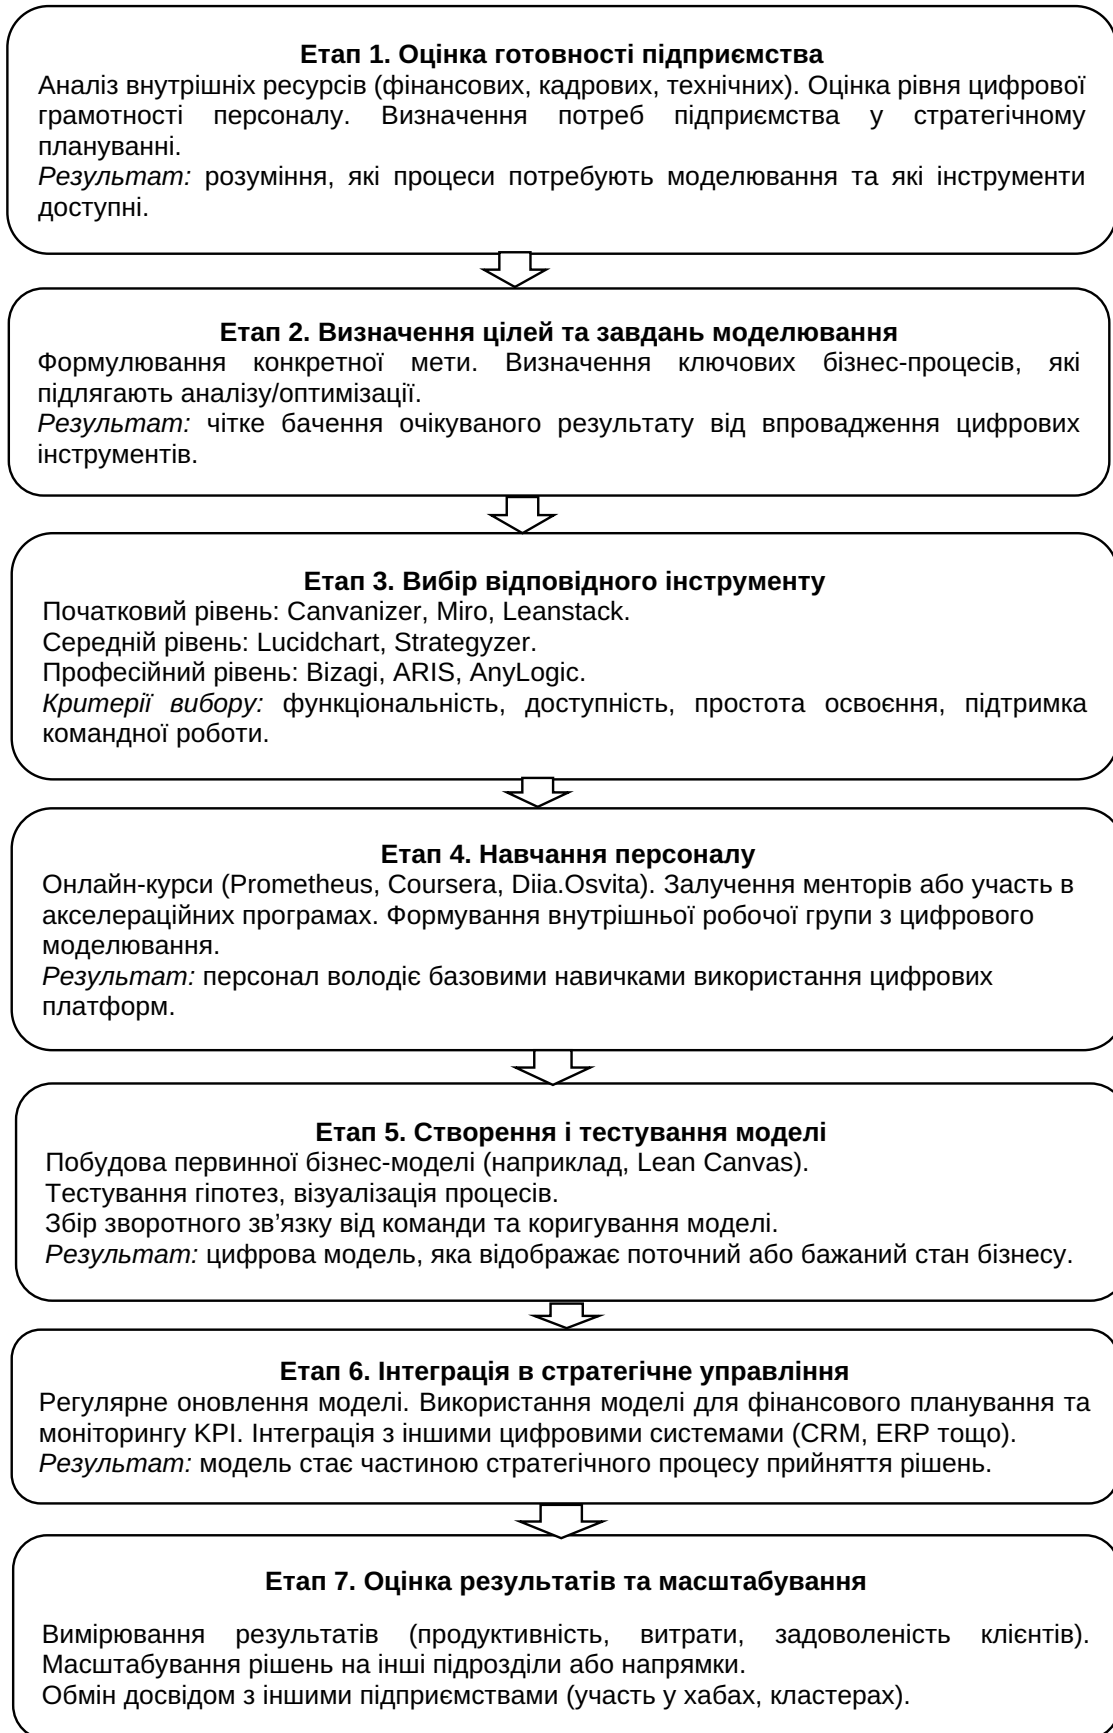 Етап 1. Оцінка готовності підприємства
Аналіз внутрішніх ресурсів (фінансових, кадрових, технічних). Оцінка рівня цифрової
грамотності персоналу. Визначення потреб підприємства у стратегічному
плануванні.
Результат: розуміння, які процеси потребують моделювання та які інструменти
доступні.
Етап 2. Визначення цілей та завдань моделювання
Формулювання конкретної мети. Визначення ключових бізнес-процесів, які
підлягають аналізу/оптимізації.
Результат: чітке бачення очікуваного результату від впровадження цифрових
інструментів.
Етап 3. Вибір відповідного інструменту
Початковий рівень: Canvanizer, Miro, Leanstack.
Середній рівень: Lucidchart, Strategyzer.
Професійний рівень: Bizagi, ARIS, AnyLogic.
Критерії вибору: функціональність, доступність, простота освоєння, підтримка
командної роботи.
Етап 4. Навчання персоналу
Онлайн-курси (Prometheus, Coursera, Diia.Osvita). Залучення менторів або участь в
акселераційних програмах. Формування внутрішньої робочої групи з цифрового
моделювання.
Результат: персонал володіє базовими навичками використання цифрових
платформ.
Етап 5. Створення і тестування моделі
Побудова первинної бізнес-моделі (наприклад, Lean Canvas).
Тестування гіпотез, візуалізація процесів.
Збір зворотного зв’язку від команди та коригування моделі.
Результат: цифрова модель, яка відображає поточний або бажаний стан бізнесу.
Етап 6. Інтеграція в стратегічне управління
Регулярне оновлення моделі. Використання моделі для фінансового планування та
моніторингу KPI. Інтеграція з іншими цифровими системами (CRM, ERP тощо).
Результат: модель стає частиною стратегічного процесу прийняття рішень.
Етап 7. Оцінка результатів та масштабування
Вимірювання результатів (продуктивність, витрати, задоволеність клієнтів).
Масштабування рішень на інші підрозділи або напрямки.
Обмін досвідом з іншими підприємствами (участь у хабах, кластерах).